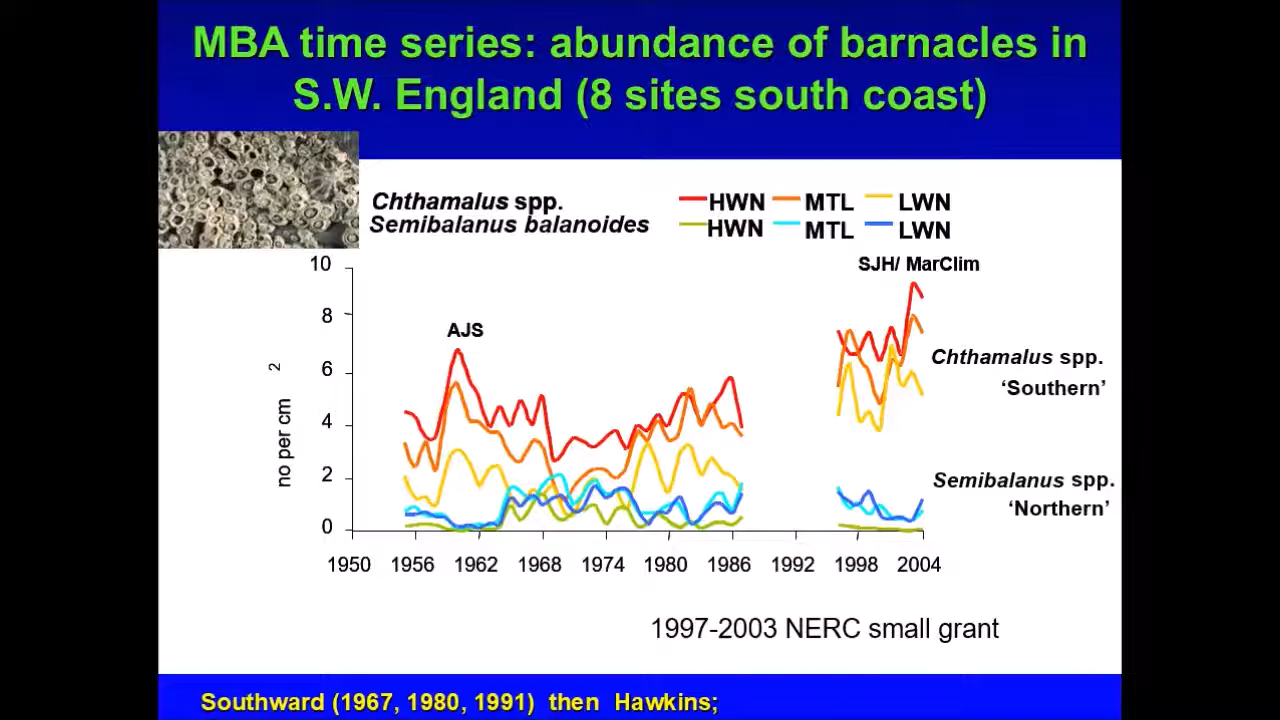 MBA time series: abundance of barnacles in
S.W. England (8 sites south coast)
Chthamalus spp. HWN MTL LWN
Semibalanus balanoides HWN MTL LWN
SJH/ MarClim
AJS
10
8
6
4
2
0
no per cm 2
Chthamalus spp.
‘Southern’
Semibalanus spp.
‘Northern’
1950 1956 1962 1968 1974 1980 1986 1992 1998 2004
1997-2003 NERC small grant
Southward (1967, 1980, 1991) then Hawkins;